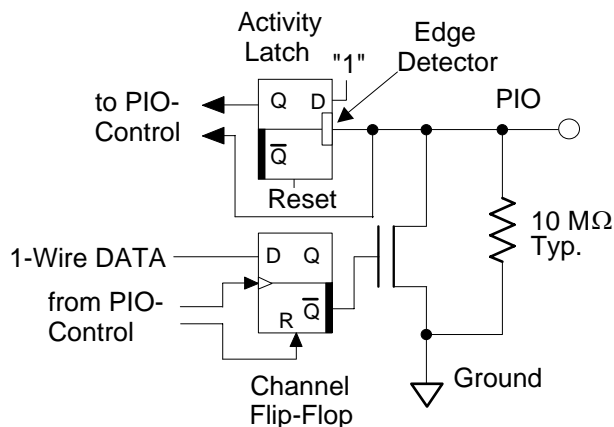 Activity
Latch
"1"
Edge
Detector
to PIO-
Control
Q
D
PIO
Q̅
Reset
10 MΩ
Typ.
1-Wire DATA
D
Q
from PIO-
Control
Q̅
R
Ground
Channel
Flip-Flop